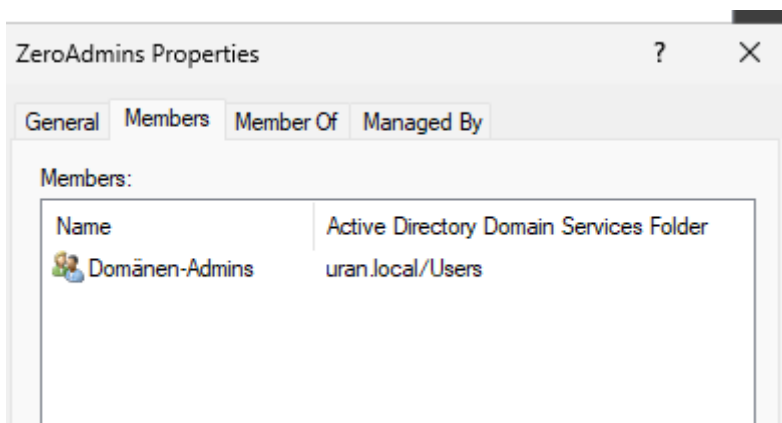 ZeroAdmins Properties ?
General Members Member Of Managed By
Members:
Name Active Directory Domain Services Folder
Domänen-Admins uran.local/Users